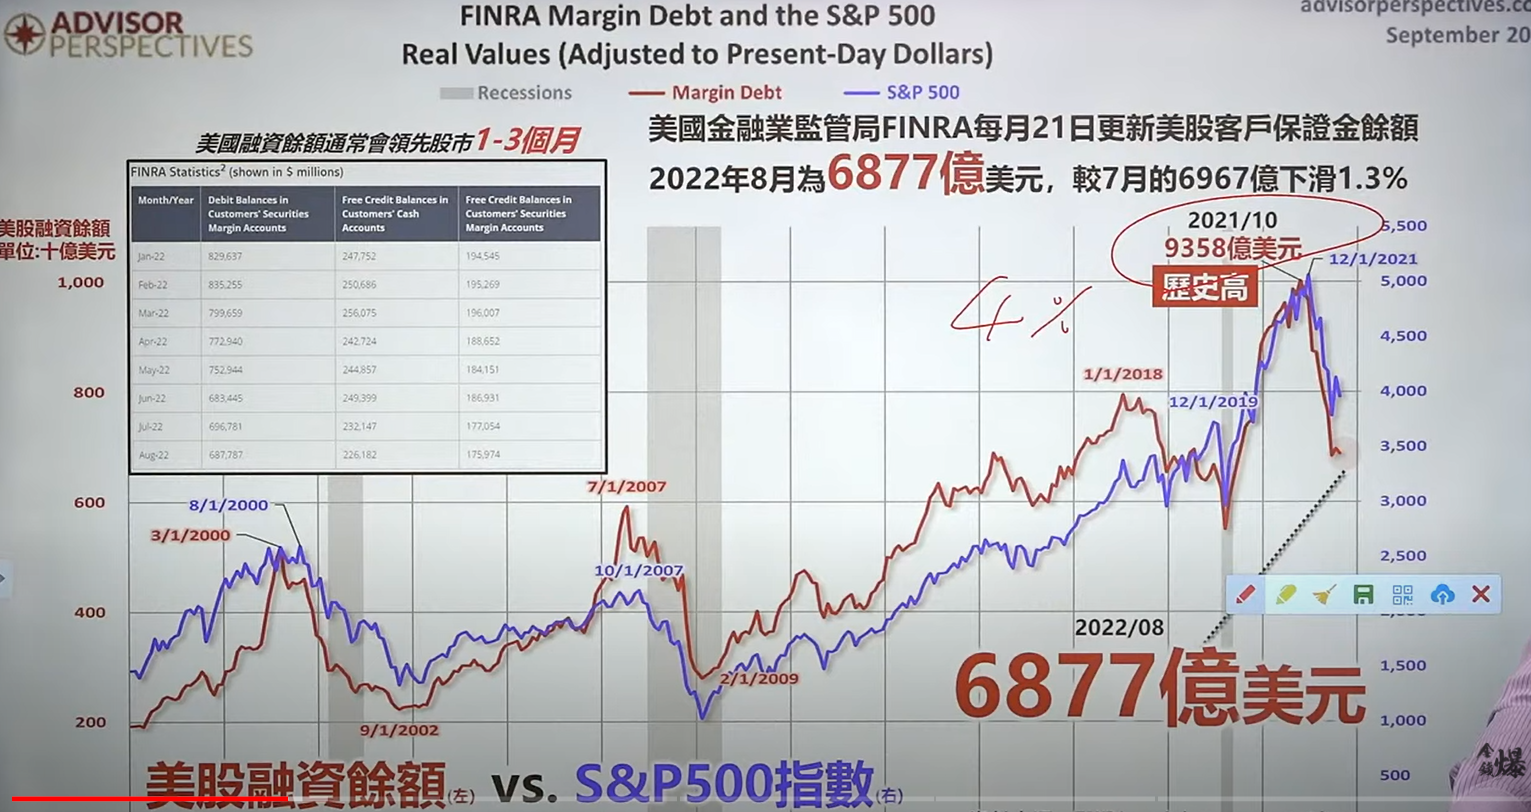 ADVISOR
PERSPECTIVES
FINRA Margin Debt and the S&P 500
Real Values (Adjusted to Present-Day Dollars)
advisorperspectives.co
September 20
Recessions
Margin Debt
S&P 500
美國融資餘額通常會領先股市1-3個月
美國金融業監管局FINRA每月21日更新美股客戶保證金餘額
2022年8月為6877億美元，較7月的6967億下滑1.3%
FINRA Statistics² (shown in $ millions)
Month/Year
Debit Balances in Customers' Securities Margin Accounts
Free Credit Balances in Customers' Cash Accounts
Free Credit Balances in Customers' Securities Margin Accounts
Jan-22 829,637 247,752 194,545
Feb-22 835,255 250,686 195,269
Mar-22 799,659 256,075 196,007
Apr-22 772,940 242,724 188,652
May-22 752,944 244,857 184,151
Jun-22 683,445 249,399 186,931
Jul-22 696,781 232,147 177,054
Aug-22 687,787 226,182 175,974
美股融資餘額
單位:十億美元
1,000
800
600
400
200
2021/10
9358億美元
歷史高
12/1/2021
4%
1/1/2018
12/1/2019
7/1/2007
10/1/2007
8/1/2000
3/1/2000
2/1/2009
9/1/2002
5,500
5,000
4,500
4,000
3,500
3,000
2,500
1,500
1,000
500
2022/08
6877億美元
美股融資餘額(左) vs. S&P500指數(右)
金錢爆